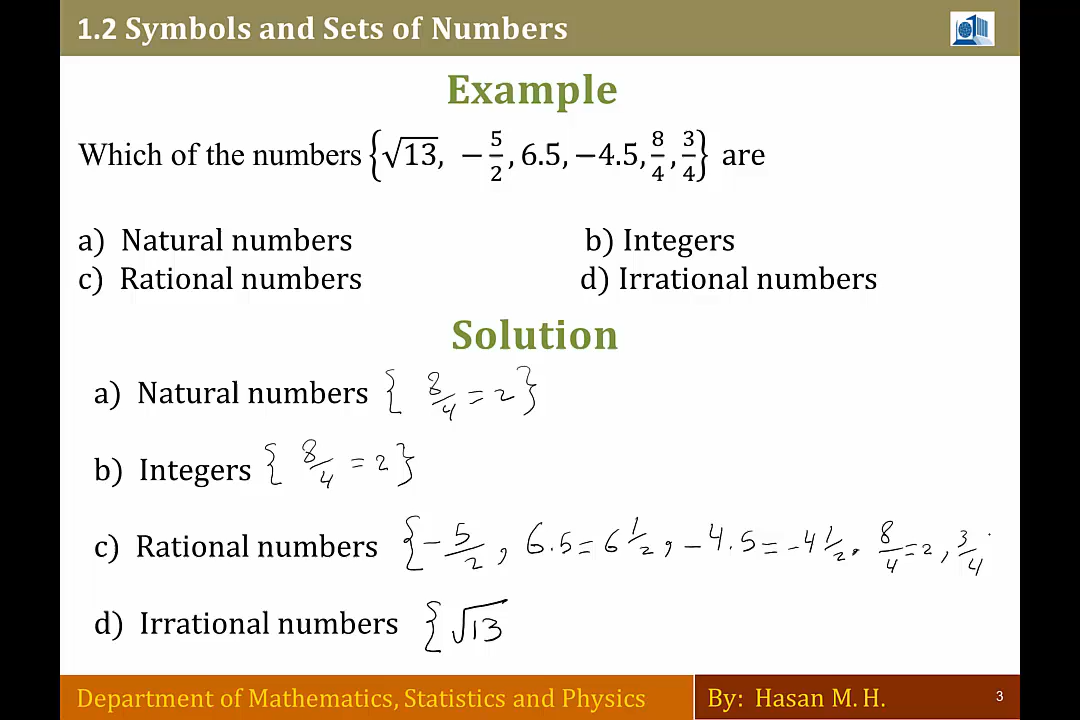 1.2 Symbols and Sets of Numbers
Example
Which of the numbers {√13, −5/2, 6.5, −4.5, 8/4, 3/4} are
a) Natural numbers b) Integers
c) Rational numbers d) Irrational numbers
Solution
a) Natural numbers { 8/4 = 2 }
b) Integers { 8/4 = 2 }
c) Rational numbers { −5/2 , 6.5 = 6 1/2 , −4.5 = −4 1/2 , 8/4 = 2 , 3/4
d) Irrational numbers { √13
Department of Mathematics, Statistics and Physics By: Hasan M. H. 3